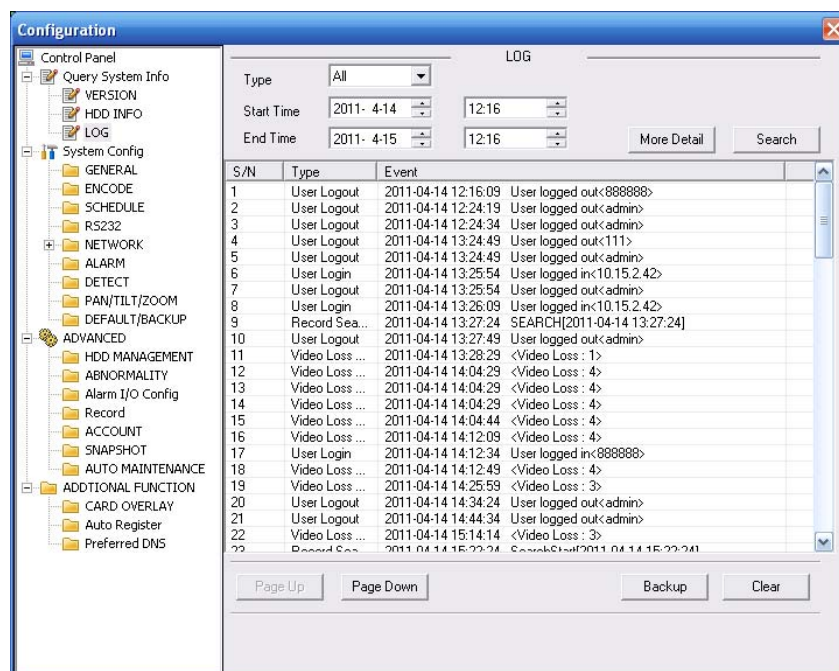 Configuration
Control Panel
Query System Info
VERSION
HDD INFO
LOG
System Config
GENERAL
ENCODE
SCHEDULE
RS232
NETWORK
ALARM
DETECT
PAN/TILT/ZOOM
DEFAULT/BACKUP
ADVANCED
HDD MANAGEMENT
ABNORMALITY
Alarm I/O Config
Record
ACCOUNT
SNAPSHOT
AUTO MAINTENANCE
ADDTIONAL FUNCTION
CARD OVERLAY
Auto Register
Preferred DNS
LOG
Type All
Start Time 2011- 4-14 12:16
End Time 2011- 4-15 12:16 More Detail Search
S/N Type Event
1 User Logout 2011-04-14 12:16:09 User logged out<888888>
2 User Logout 2011-04-14 12:24:19 User logged out<admin>
3 User Logout 2011-04-14 12:24:34 User logged out<admin>
4 User Logout 2011-04-14 13:24:49 User logged out<111>
5 User Logout 2011-04-14 13:24:49 User logged out<admin>
6 User Login 2011-04-14 13:25:54 User logged in<10.15.2.42>
7 User Logout 2011-04-14 13:25:54 User logged out<admin>
8 User Login 2011-04-14 13:26:09 User logged in<10.15.2.42>
9 Record Sea... 2011-04-14 13:27:24 SEARCH[2011-04-14 13:27:24]
10 User Logout 2011-04-14 13:27:49 User logged out<admin>
11 Video Loss ... 2011-04-14 13:28:29 <Video Loss : 1>
12 Video Loss ... 2011-04-14 14:04:29 <Video Loss : 4>
13 Video Loss ... 2011-04-14 14:04:29 <Video Loss : 4>
14 Video Loss ... 2011-04-14 14:04:29 <Video Loss : 4>
15 Video Loss ... 2011-04-14 14:04:44 <Video Loss : 4>
16 Video Loss ... 2011-04-14 14:12:09 <Video Loss : 4>
17 User Login 2011-04-14 14:12:34 User logged in<888888>
18 Video Loss ... 2011-04-14 14:12:49 <Video Loss : 4>
19 Video Loss ... 2011-04-14 14:25:59 <Video Loss : 3>
20 User Logout 2011-04-14 14:34:24 User logged out<admin>
21 User Logout 2011-04-14 14:44:34 User logged out<admin>
22 Video Loss ... 2011-04-14 15:14:14 <Video Loss : 3>
23 Record Sea... 2011-04-14 15:22:24 SearchStart[2011-04-14 15:22:24]
Page Up Page Down Backup Clear